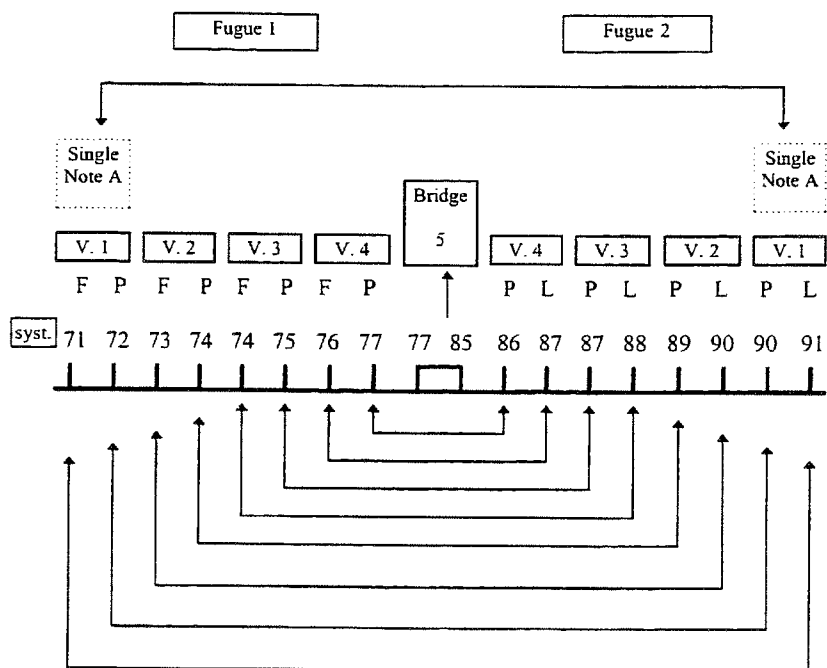 Fugue 1 Fugue 2
Single Note A Single Note A
Bridge
5
V. 1 V. 2 V. 3 V. 4 V. 4 V. 3 V. 2 V. 1
F P F P F P F P P L P L P L P L
syst. 71 72 73 74 74 75 76 77 77 85 86 87 87 88 89 90 90 91